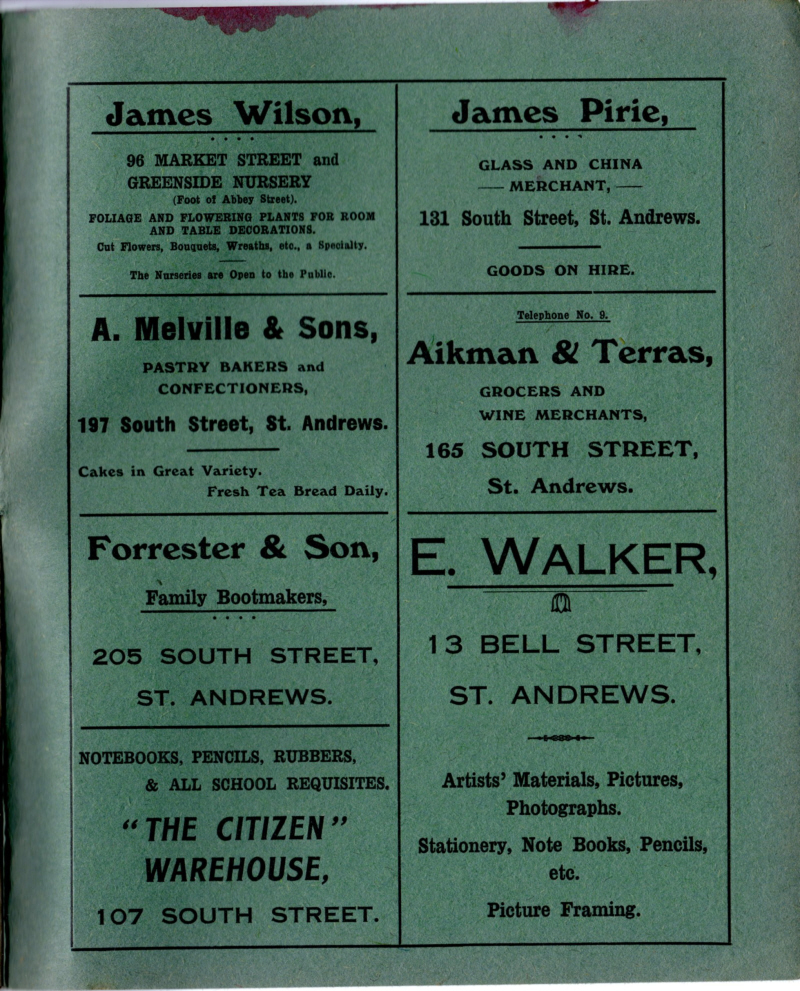 James Wilson,
96 MARKET STREET and
GREENSIDE NURSERY
(Foot of Abbey Street).
FOLIAGE AND FLOWERING PLANTS FOR ROOM
AND TABLE DECORATIONS.
Cut Flowers, Bouquets, Wreaths, etc., a Specialty.
The Nurseries are Open to the Public.
A. Melville & Sons,
PASTRY BAKERS and
CONFECTIONERS,
197 South Street, St. Andrews.
Cakes in Great Variety.
Fresh Tea Bread Daily.
Forrester & Son,
Family Bootmakers,
205 SOUTH STREET,
ST. ANDREWS.
NOTEBOOKS, PENCILS, RUBBERS,
& ALL SCHOOL REQUISITES.
"THE CITIZEN"
WAREHOUSE,
107 SOUTH STREET.
James Pirie,
GLASS AND CHINA
— MERCHANT, —
131 South Street, St. Andrews.
GOODS ON HIRE.
Telephone No. 9.
Aikman & Terras,
GROCERS AND
WINE MERCHANTS,
165 SOUTH STREET,
St. Andrews.
E. WALKER,
13 BELL STREET,
ST. ANDREWS.
Artists' Materials, Pictures,
Photographs.
Stationery, Note Books, Pencils,
etc.
Picture Framing.